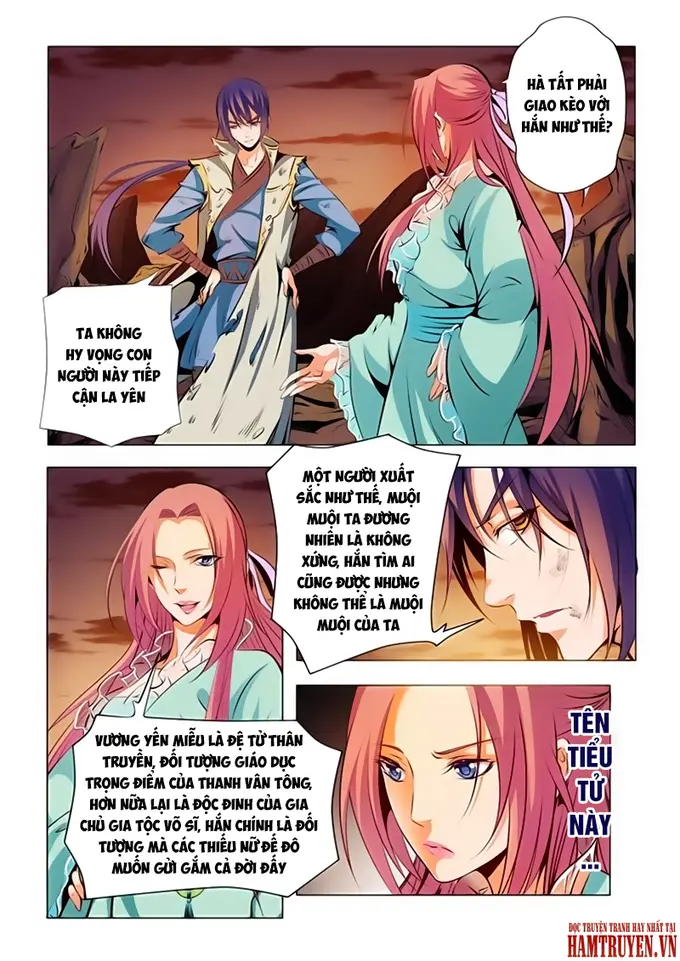 HÀ TẤT PHẢI
GIAO KÈO VỚI
HẮN NHƯ THẾ?
TA KHÔNG
HY VỌNG CON
NGƯỜI NÀY TIẾP
CẬN LA YÊN
MỘT NGƯỜI XUẤT
SẮC NHƯ THẾ, MUỘI
MUỘI TA ĐƯƠNG
NHIÊN LÀ KHÔNG
XỨNG, HẮN TÌM AI
CŨNG ĐƯỢC NHƯNG
KHÔNG THỂ LÀ MUỘI
MUỘI CỦA TA
VƯƠNG YẾN MIỄU LÀ ĐỆ TỬ THÂN
TRUYỀN, ĐỐI TƯỢNG GIÁO DỤC
TRỌNG ĐIỂM CỦA THANH VÂN TÔNG,
HƠN NỮA LẠI LÀ ĐỘC ĐINH CỦA GIA
CHỦ GIA TỘC VÕ SĨ, HẮN CHÍNH LÀ ĐỐI
TƯỢNG MÀ CÁC THIẾU NỮ ĐẾ ĐÔ
MUỐN GỬI GẮM CẢ ĐỜI ĐẤY
TÊN
TIỂU
TỬ
NÀY
...
ĐỌC TRUYỆN TRANH HAY NHẤT TẠI
HAMTRUYEN.VN